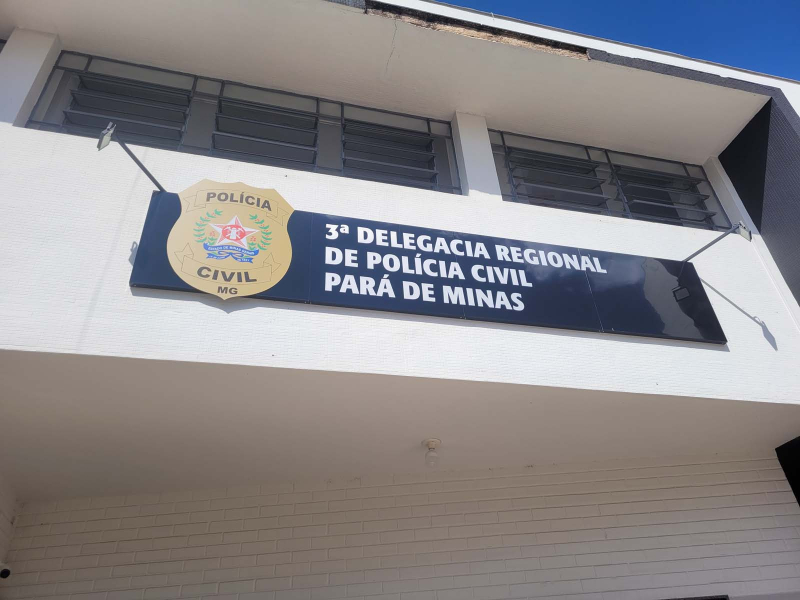 POLÍCIA
CIVIL
MG
3ª DELEGACIA REGIONAL
DE POLÍCIA CIVIL
PARÁ DE MINAS